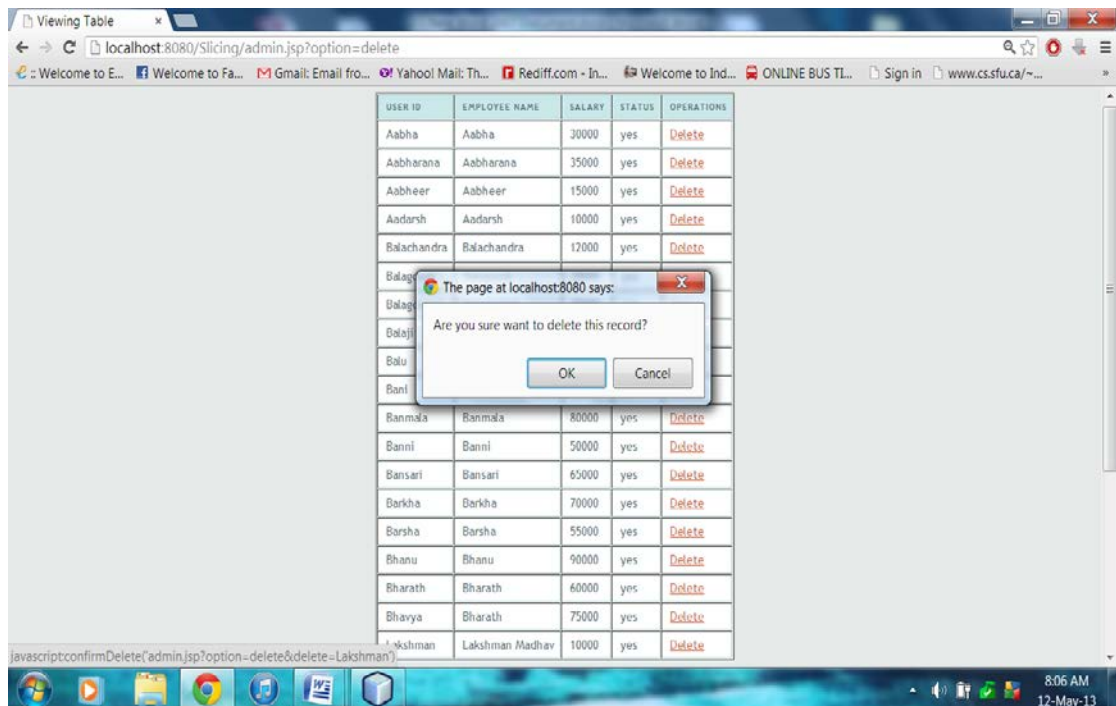 Viewing Table
localhost:8080/Slicing/admin.jsp?option=delete
:: Welcome to E... Welcome to Fa... Gmail: Email fro... Yahoo! Mail: Th... Rediff.com - In... Welcome to Ind... ONLINE BUS TI... Sign in www.cs.sfu.ca/~...
USER ID EMPLOYEE NAME SALARY STATUS OPERATIONS
Aabha Aabha 30000 yes Delete
Aabharana Aabharana 35000 yes Delete
Aabheer Aabheer 15000 yes Delete
Aadarsh Aadarsh 10000 yes Delete
Balachandra Balachandra 12000 yes Delete
The page at localhost:8080 says:
Are you sure want to delete this record?
OK Cancel
Balaji
Balu
Bani
Banmala Banmala 80000 yes Delete
Banni Banni 50000 yes Delete
Bansari Bansari 65000 yes Delete
Barkha Barkha 70000 yes Delete
Barsha Barsha 55000 yes Delete
Bhanu Bhanu 90000 yes Delete
Bharath Bharath 60000 yes Delete
Bhavya Bharath 75000 yes Delete
Lakshman Lakshman Madhav 10000 yes Delete
javascript:confirmDelete('admin.jsp?option=delete&delete=Lakshman')
8:06 AM
12-May-13